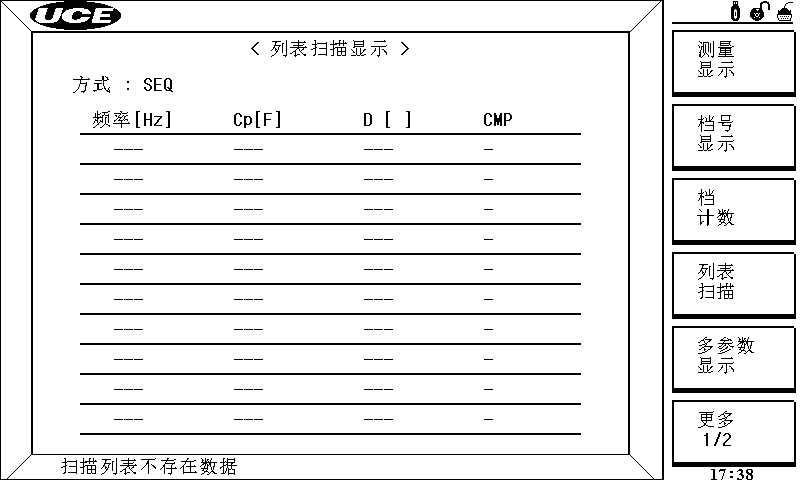 UCE
< 列表扫描显示 >
方式 : SEQ
频率[Hz] Cp[F] D [ ] CMP
--- --- --- -
--- --- --- -
--- --- --- -
--- --- --- -
--- --- --- -
--- --- --- -
--- --- --- -
--- --- --- -
--- --- --- -
--- --- --- -
扫描列表不存在数据
测量
显示
档号
显示
档
计数
列表
扫描
多参数
显示
更多
1/2
17:38